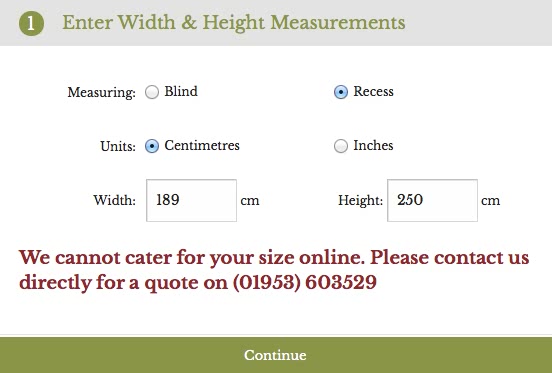 1 Enter Width & Height Measurements
Measuring: Blind Recess
Units: Centimetres Inches
Width: 189 cm Height: 250 cm
We cannot cater for your size online. Please contact us
directly for a quote on (01953) 603529
Continue